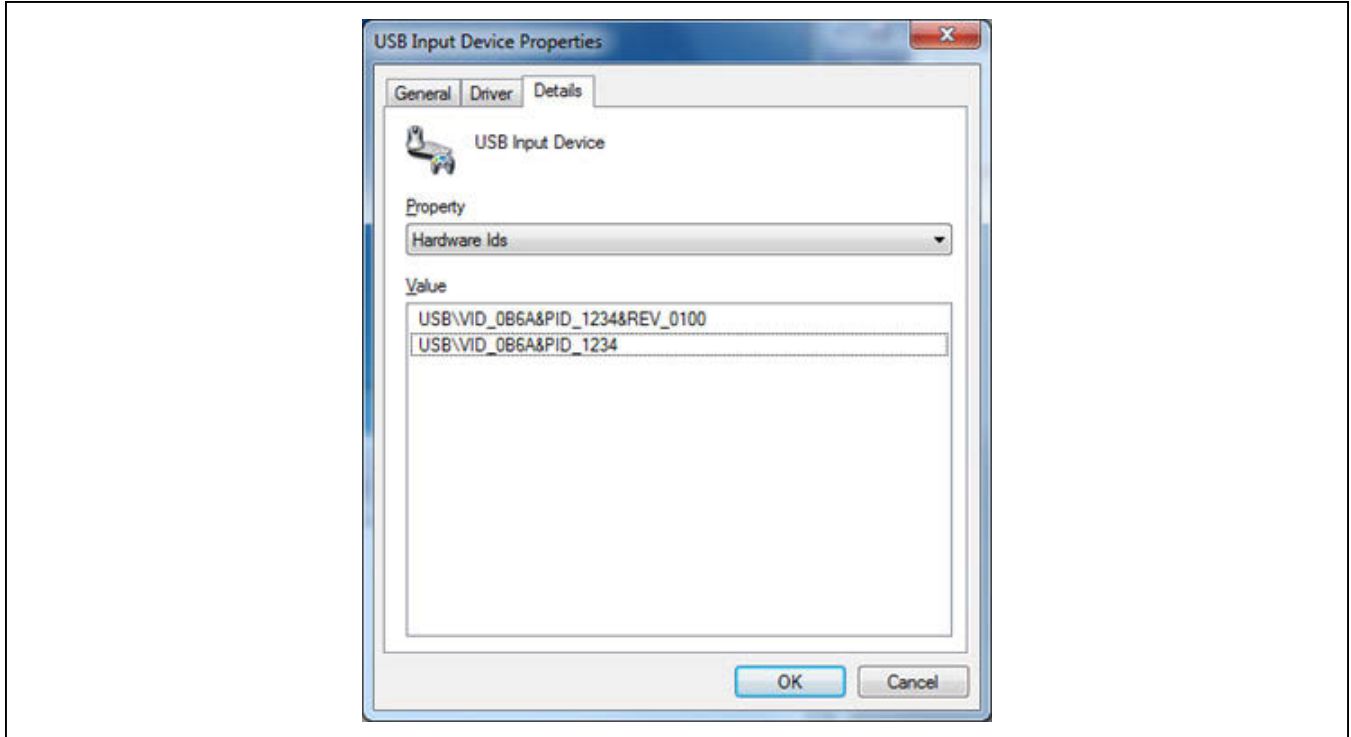 USB Input Device Properties
General Driver Details
USB Input Device
Property
Hardware Ids
Value
USB\VID_0B6A&PID_1234&REV_0100
USB\VID_0B6A&PID_1234
OK Cancel